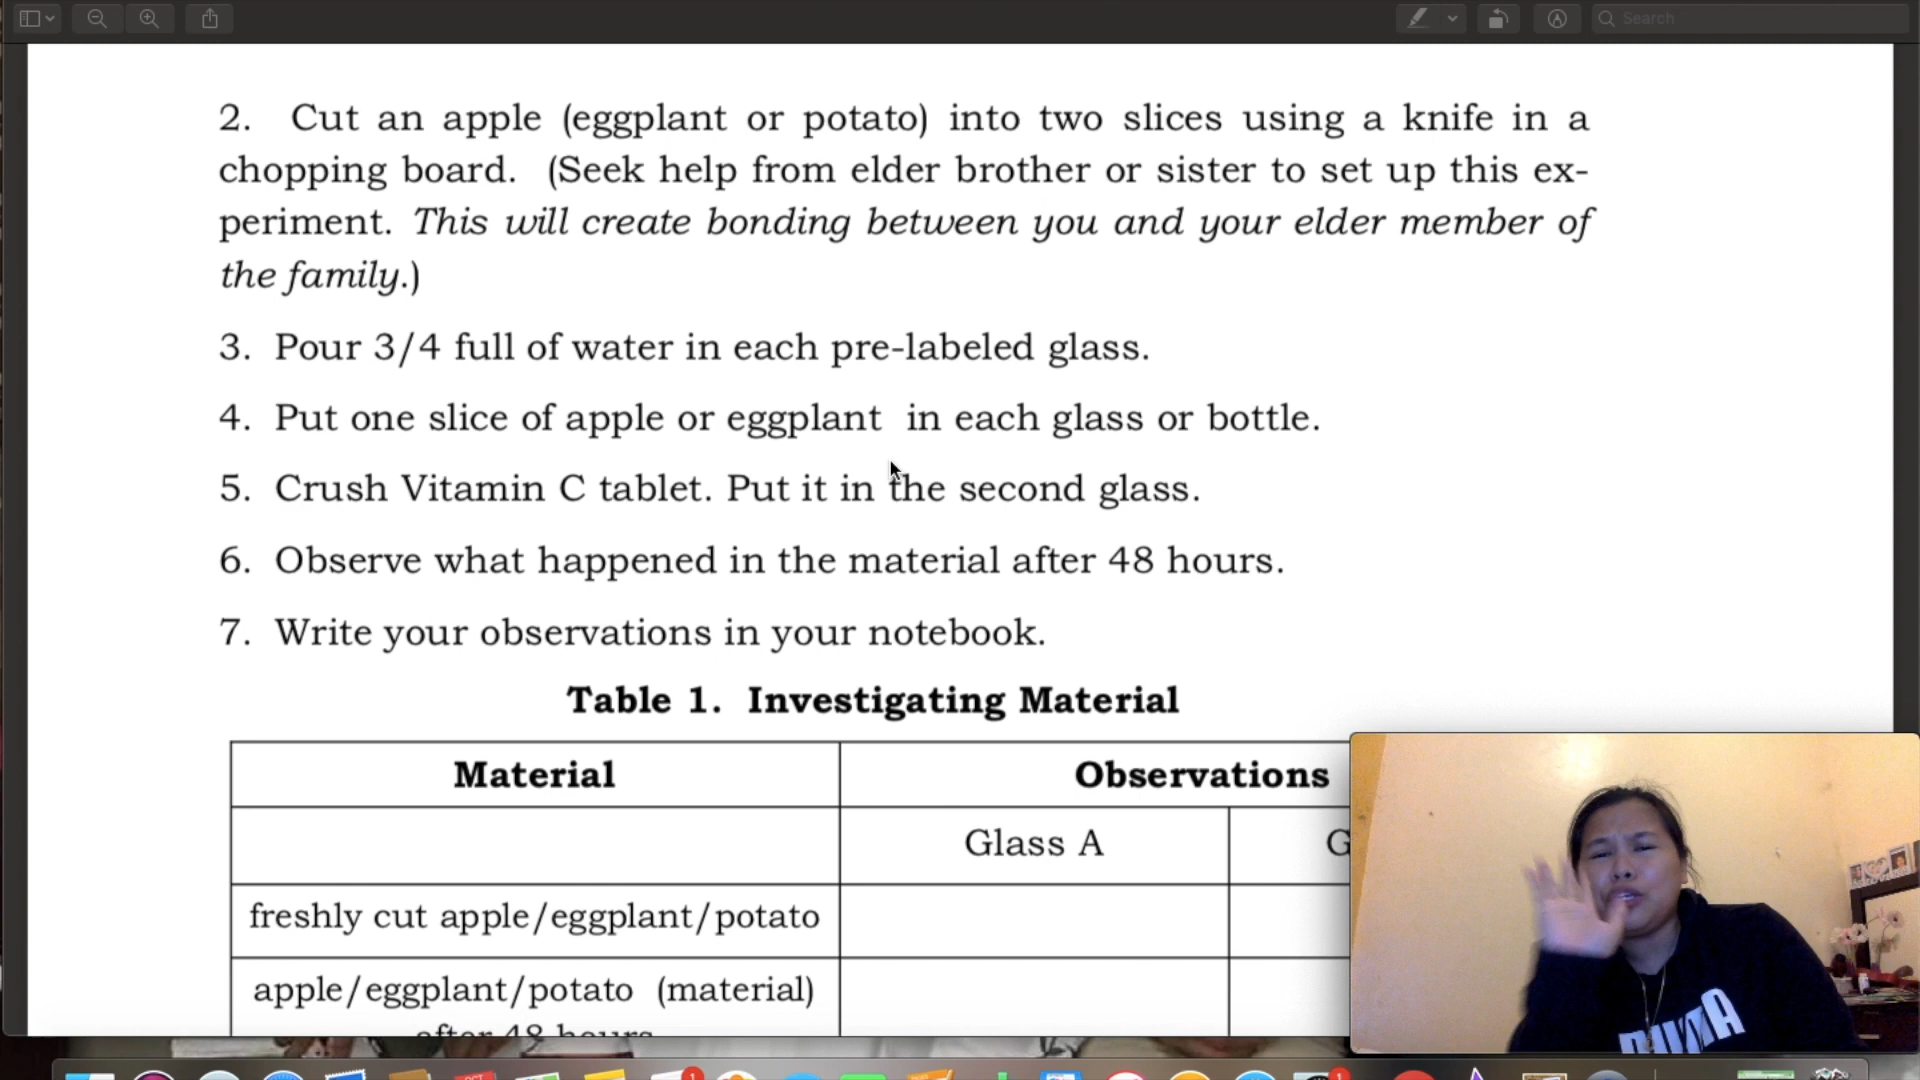 Search
2. Cut an apple (eggplant or potato) into two slices using a knife in a
chopping board. (Seek help from elder brother or sister to set up this ex-
periment. This will create bonding between you and your elder member of
the family.)
3. Pour 3/4 full of water in each pre-labeled glass.
4. Put one slice of apple or eggplant in each glass or bottle.
5. Crush Vitamin C tablet. Put it in the second glass.
6. Observe what happened in the material after 48 hours.
7. Write your observations in your notebook.
Table 1. Investigating Material
Material Observations
Glass A G
freshly cut apple/eggplant/potato
apple/eggplant/potato (material)
after 48 hours